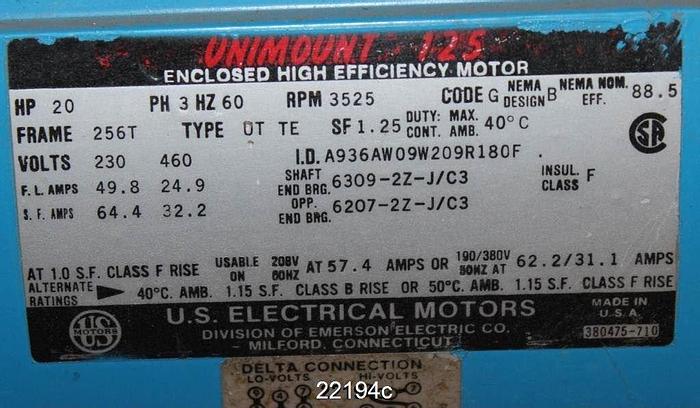 UNIMOUNT 125
ENCLOSED HIGH EFFICIENCY MOTOR
HP 20 PH 3 HZ 60 RPM 3525 CODE G NEMA DESIGN B NEMA NOM. EFF. 88.5
FRAME 256T TYPE UT TE SF 1.25 DUTY: MAX. CONT. AMB. 40°C
VOLTS 230 460 I.D. A936AW09W209R180F
F.L. AMPS 49.8 24.9 SHAFT END BRG. 6309-2Z-J/C3 INSUL. CLASS F
S.F. AMPS 64.4 32.2 OPP. END BRG. 6207-2Z-J/C3
AT 1.0 S.F. CLASS F RISE USABLE ON 208V 60HZ AT 57.4 AMPS OR 190/380V 50HZ AT 62.2/31.1 AMPS
ALTERNATE RATINGS 40°C AMB. 1.15 S.F. CLASS B RISE OR 50°C. AMB. 1.15 S.F. CLASS F RISE
US MOTORS
U.S. ELECTRICAL MOTORS
DIVISION OF EMERSON ELECTRIC CO.
MILFORD, CONNECTICUT
MADE IN U.S.A.
380475-710
DELTA CONNECTION
LO-VOLTS HI-VOLTS
22194c